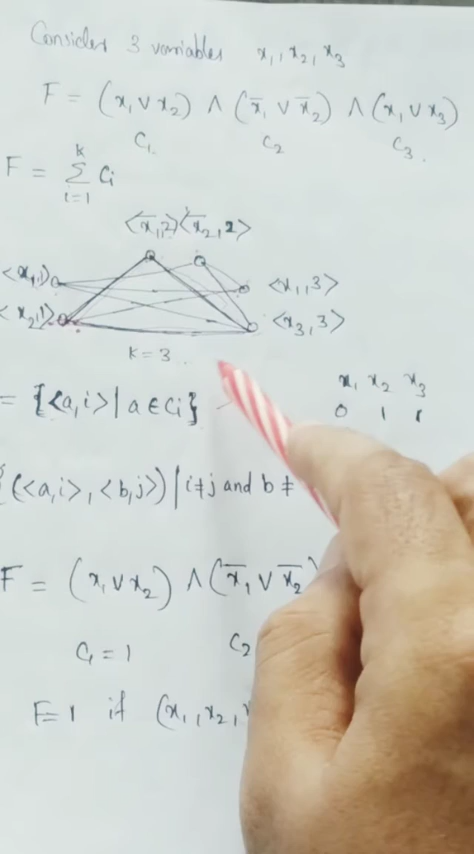 Consider 3 variables x₁, x₂, x₃
F = (x₁ ∨ x₂) ∧ (x̄₁ ∨ x̄₂) ∧ (x₁ ∨ x₃)
C₁ C₂ C₃.
F = k Σ i=1 Ci
<x̄₁, 2> <x̄₂, 2>
<x₁,1> <x₁, 3>
<x₂,1> <x₃, 3>
k = 3 ...
x₁ x₂ x₃
= {<a,i> | a ∈ Ci} 0 1 1
(<a,i>, <b,j>) | i≠j and b ≠
F = (x₁ ∨ x₂) ∧ (x̄₁ ∨ x̄₂)
C₁ = 1 C₂
F=1 if (x₁, x₂,